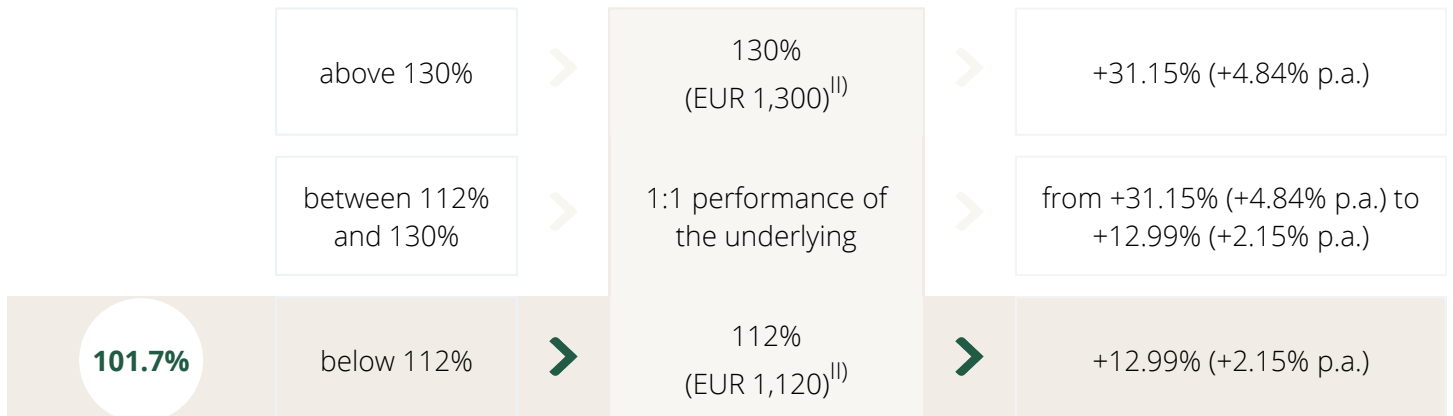 above 130%
130%
(EUR 1,300)II)
+31.15% (+4.84% p.a.)
between 112%
and 130%
1:1 performance of
the underlying
from +31.15% (+4.84% p.a.) to
+12.99% (+2.15% p.a.)
101.7%
below 112%
112%
(EUR 1,120)II)
+12.99% (+2.15% p.a.)